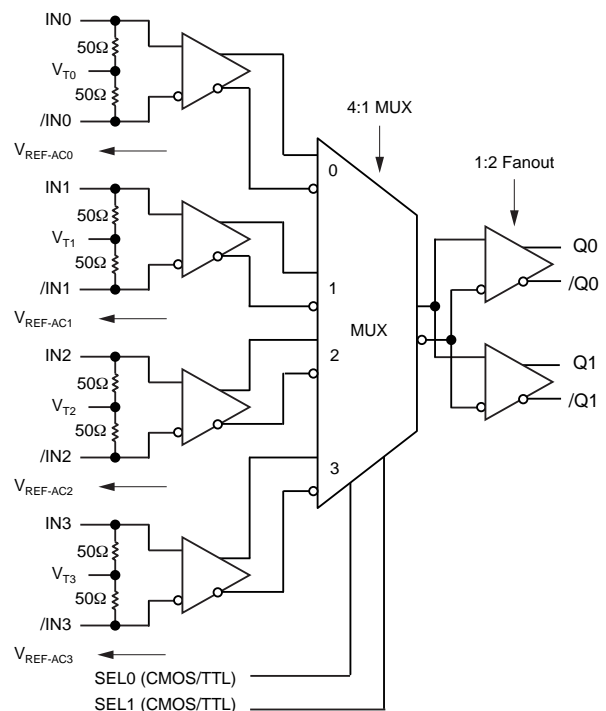 IN0
50Ω
VT0
50Ω
/IN0
VREF-AC0
IN1
50Ω
VT1
50Ω
/IN1
VREF-AC1
IN2
50Ω
VT2
50Ω
/IN2
VREF-AC2
IN3
50Ω
VT3
50Ω
/IN3
VREF-AC3
SEL0 (CMOS/TTL)
SEL1 (CMOS/TTL)
4:1 MUX
0
1
MUX
2
3
1:2 Fanout
Q0
/Q0
Q1
/Q1